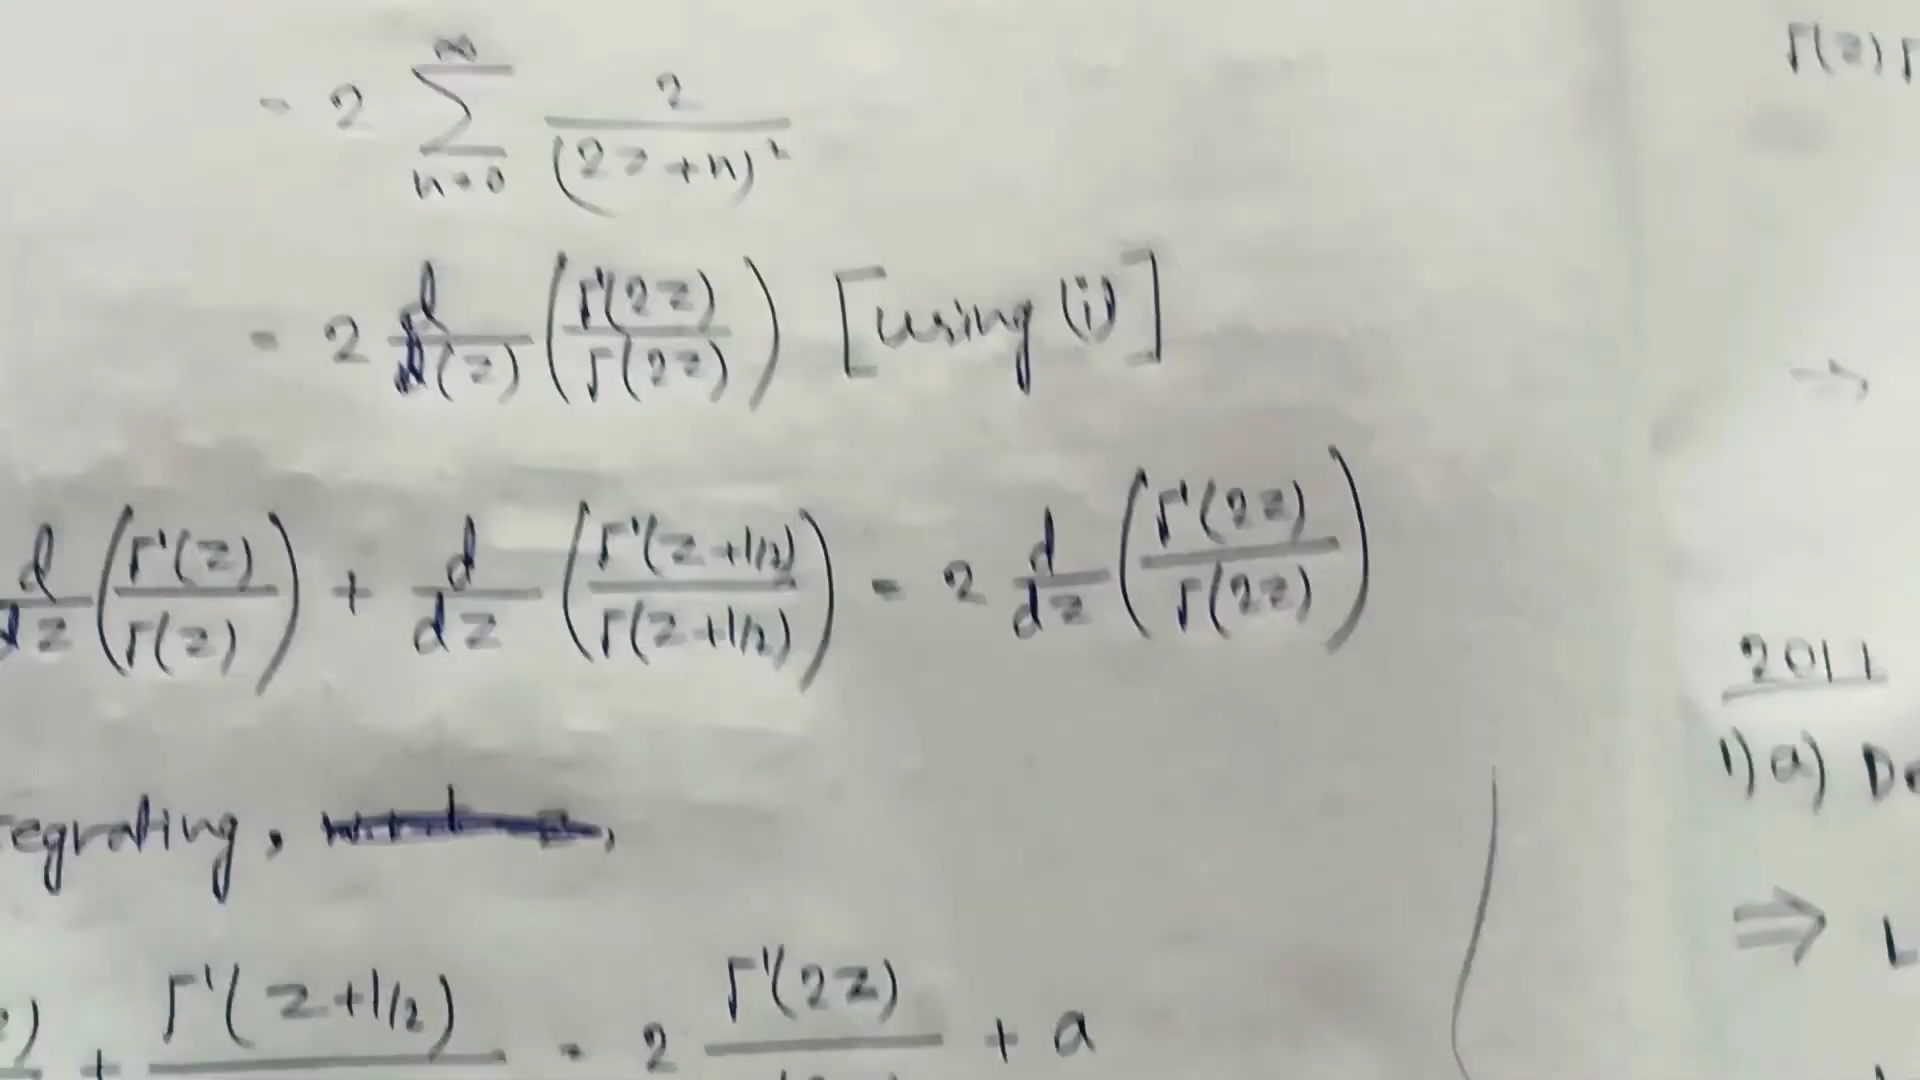 = 2 ∑_{n=0}^{∞} 2/(2z+n)²
= 2 d/d(z) (Γ'(2z)/Γ(2z)) [using (i)]
d/dz (Γ'(z)/Γ(z)) + d/dz (Γ'(z+1/2)/Γ(z+1/2)) = 2 d/dz (Γ'(2z)/Γ(2z))
egrating,
) + Γ'(z+1/2) = 2 Γ'(2z) + a
Γ(z) Γ
⇒
2011
1) a) De
⇒ L